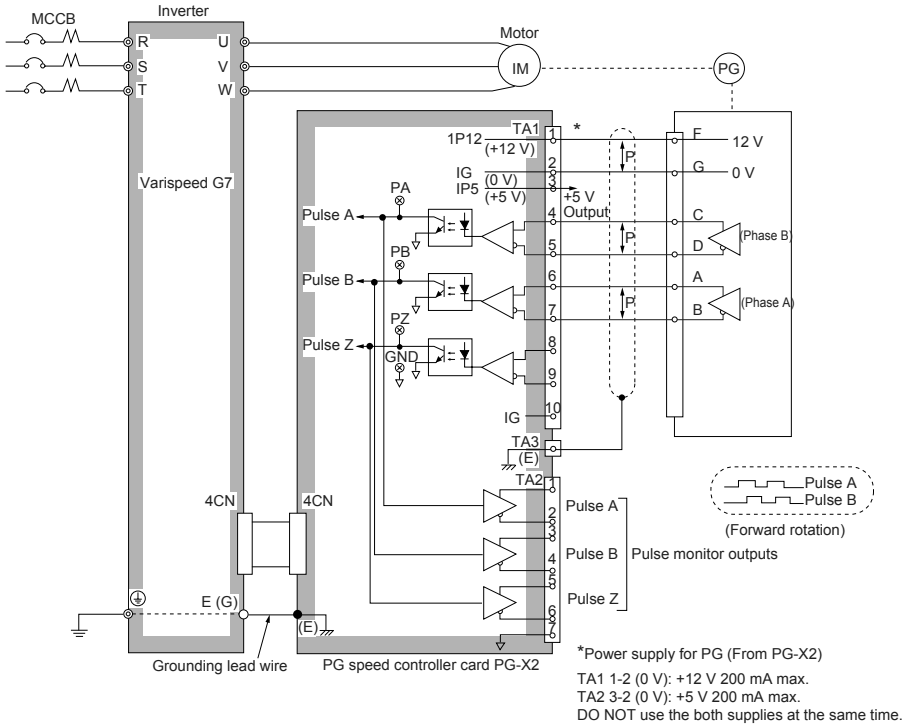 Inverter
MCCB
R
S
T
U
V
W
Motor
IM
PG
Varispeed G7
TA1
1P12 (+12 V)
IG (0 V)
IP5 (+5 V)
1
*
2
3
+5 V Output
4
5
6
7
8
9
10
IG
TA3
(E)
PA
Pulse A
PB
Pulse B
PZ
Pulse Z
GND
P
P
P
F
12 V
G
0 V
C
D
(Phase B)
A
B
(Phase A)
TA2
1
2
3
4
5
6
7
Pulse A
Pulse B
Pulse Z
Pulse monitor outputs
Pulse A
Pulse B
(Forward rotation)
4CN
4CN
E (G)
(E)
Grounding lead wire
PG speed controller card PG-X2
*Power supply for PG (From PG-X2)
TA1 1-2 (0 V): +12 V 200 mA max.
TA2 3-2 (0 V): +5 V 200 mA max.
DO NOT use the both supplies at the same time.